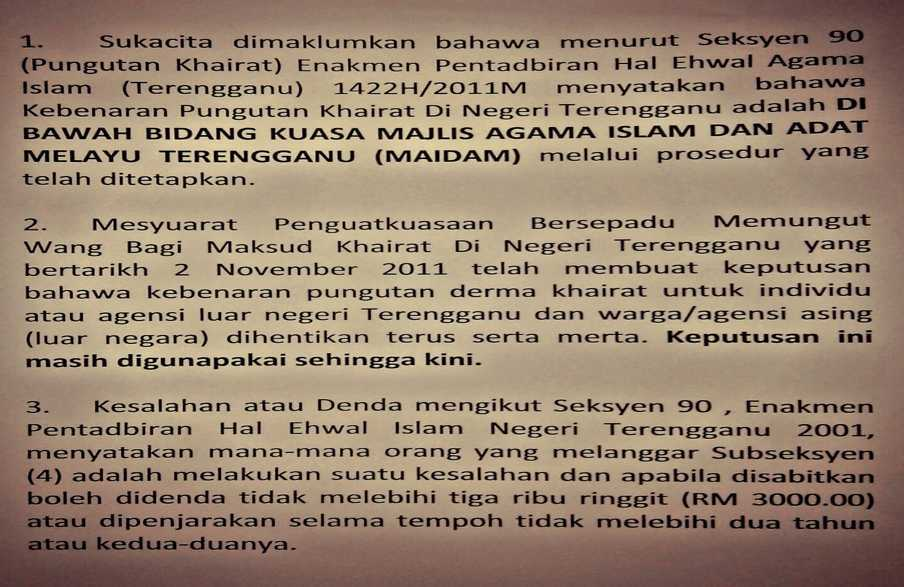 1. Sukacita dimaklumkan bahawa menurut Seksyen 90
(Pungutan Khairat) Enakmen Pentadbiran Hal Ehwal Agama
Islam (Terengganu) 1422H/2011M menyatakan bahawa
Kebenaran Pungutan Khairat Di Negeri Terengganu adalah DI
BAWAH BIDANG KUASA MAJLIS AGAMA ISLAM DAN ADAT
MELAYU TERENGGANU (MAIDAM) melalui prosedur yang
telah ditetapkan.
2. Mesyuarat Penguatkuasaan Bersepadu Memungut
Wang Bagi Maksud Khairat Di Negeri Terengganu yang
bertarikh 2 November 2011 telah membuat keputusan
bahawa kebenaran pungutan derma khairat untuk individu
atau agensi luar negeri Terengganu dan warga/agensi asing
(luar negara) dihentikan terus serta merta. Keputusan ini
masih digunapakai sehingga kini.
3. Kesalahan atau Denda mengikut Seksyen 90 , Enakmen
Pentadbiran Hal Ehwal Islam Negeri Terengganu 2001,
menyatakan mana-mana orang yang melanggar Subseksyen
(4) adalah melakukan suatu kesalahan dan apabila disabitkan
boleh didenda tidak melebihi tiga ribu ringgit (RM 3000.00)
atau dipenjarakan selama tempoh tidak melebihi dua tahun
atau kedua-duanya.